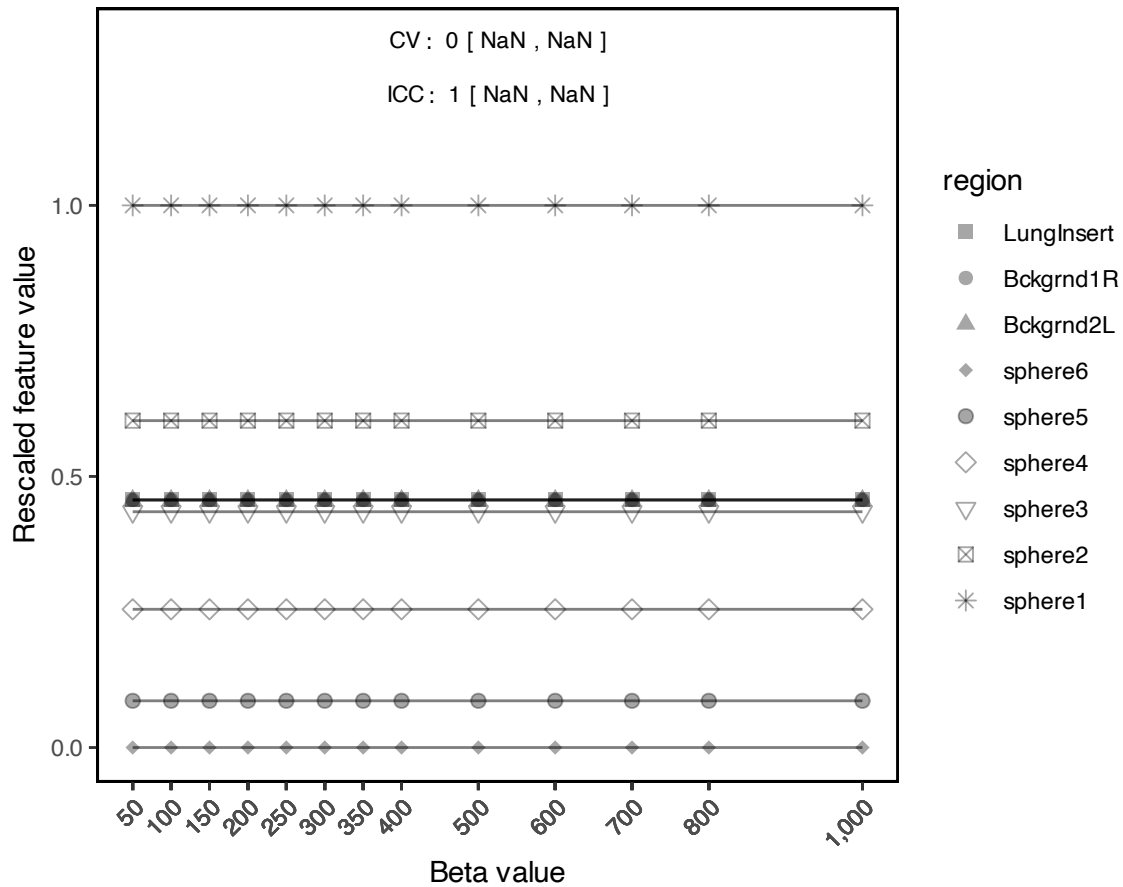 CV: 0 [ NaN , NaN ]
ICC: 1 [ NaN , NaN ]
Rescaled feature value
1.0
0.5
0.0
50
100
150
200
250
300
350
400
500
600
700
800
1,000
Beta value
region
LungInsert
Bckgrnd1R
Bckgrnd2L
sphere6
sphere5
sphere4
sphere3
sphere2
sphere1